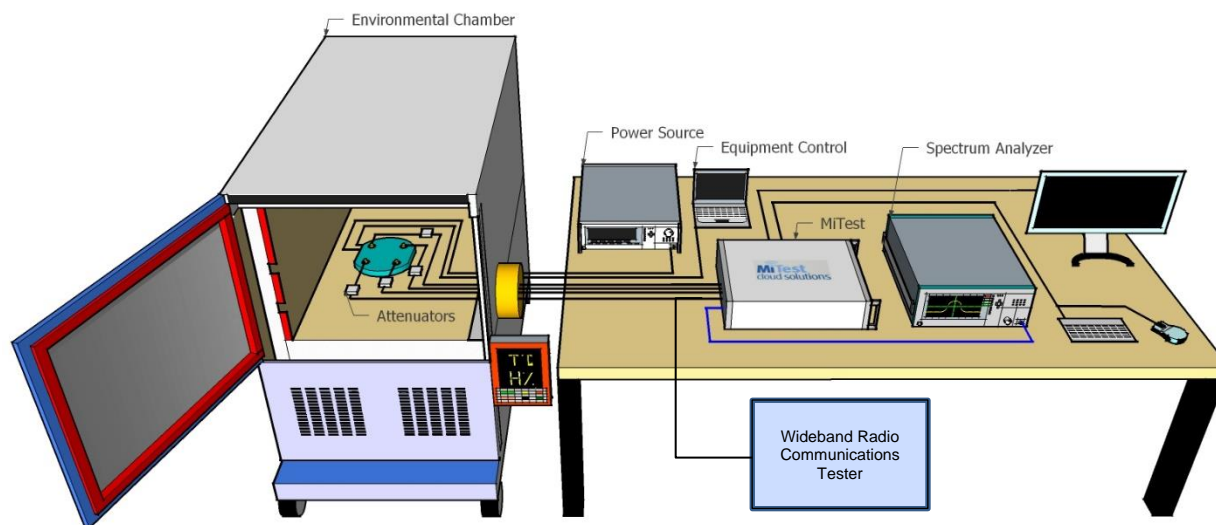 Environmental Chamber
Power Source
Equipment Control
Spectrum Analyzer
MiTest
MiTest
cloud solutions
Attenuators
T°C
H%
Wideband Radio
Communications
Tester